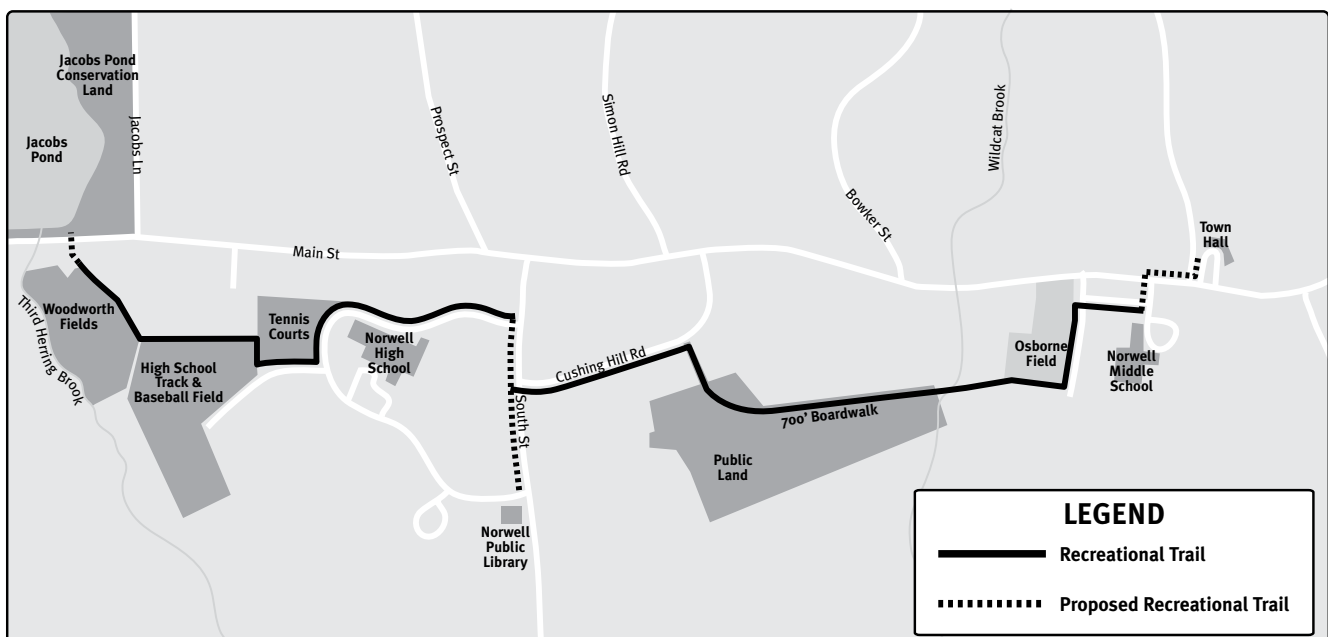 Jacobs Pond
Conservation
Land
Jacobs
Pond
Jacobs Ln
Prospect St
Simon Hill Rd
Wildcat Brook
Bowker St
Main St
Town
Hall
Woodworth
Fields
Third Herring Brook
Tennis
Courts
High School
Track &
Baseball Field
Norwell
High
School
Cushing Hill Rd
South St
700' Boardwalk
Osborne
Field
Norwell
Middle
School
Public
Land
Norwell
Public
Library
LEGEND
Recreational Trail
Proposed Recreational Trail